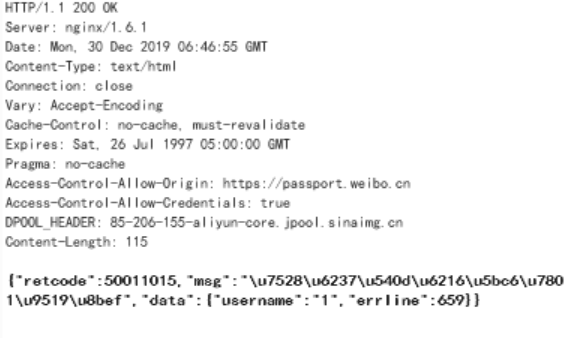 HTTP/1.1 200 OK
Server: nginx/1.6.1
Date: Mon, 30 Dec 2019 06:46:55 GMT
Content-Type: text/html
Connection: close
Vary: Accept-Encoding
Cache-Control: no-cache, must-revalidate
Expires: Sat, 26 Jul 1997 05:00:00 GMT
Pragma: no-cache
Access-Control-Allow-Origin: https://passport.weibo.cn
Access-Control-Allow-Credentials: true
DPOOL_HEADER: 85-206-155-aliyun-core.jpool.sinaimg.cn
Content-Length: 115
{"retcode":50011015,"msg":"\u7528\u6237\u540d\u6216\u5bc6\u780
1\u9519\u8bef","data":{"username":"1","errline":659}}